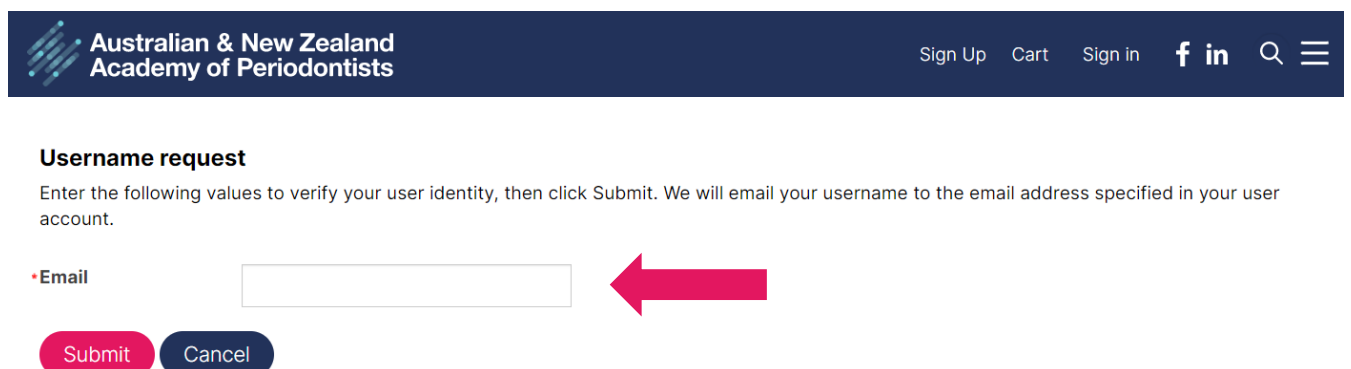 Australian & New Zealand
Academy of Periodontists
Sign Up Cart Sign in f in
Username request
Enter the following values to verify your user identity, then click Submit. We will email your username to the email address specified in your user
account.
*Email
Submit Cancel